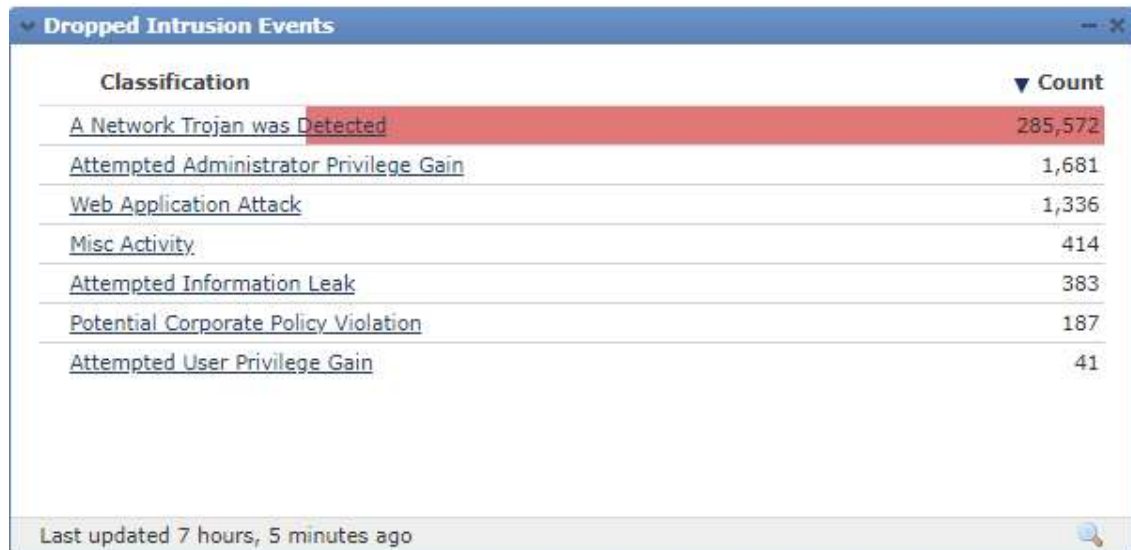 Dropped Intrusion Events
Classification Count
A Network Trojan was Detected 285,572
Attempted Administrator Privilege Gain 1,681
Web Application Attack 1,336
Misc Activity 414
Attempted Information Leak 383
Potential Corporate Policy Violation 187
Attempted User Privilege Gain 41
Last updated 7 hours, 5 minutes ago